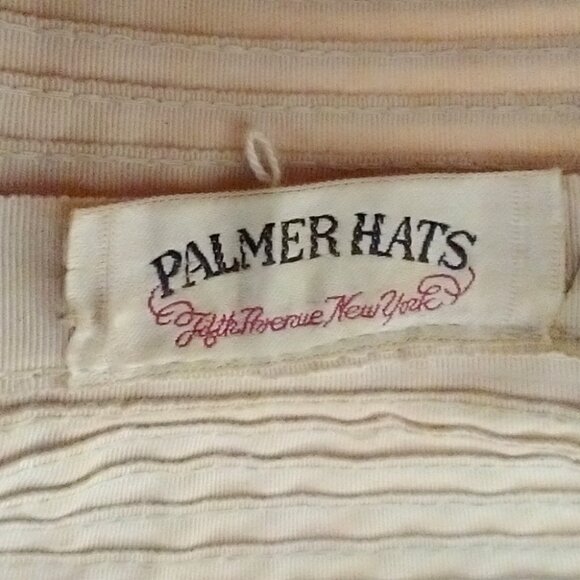 PALMER HATS
Fifth Avenue, New York